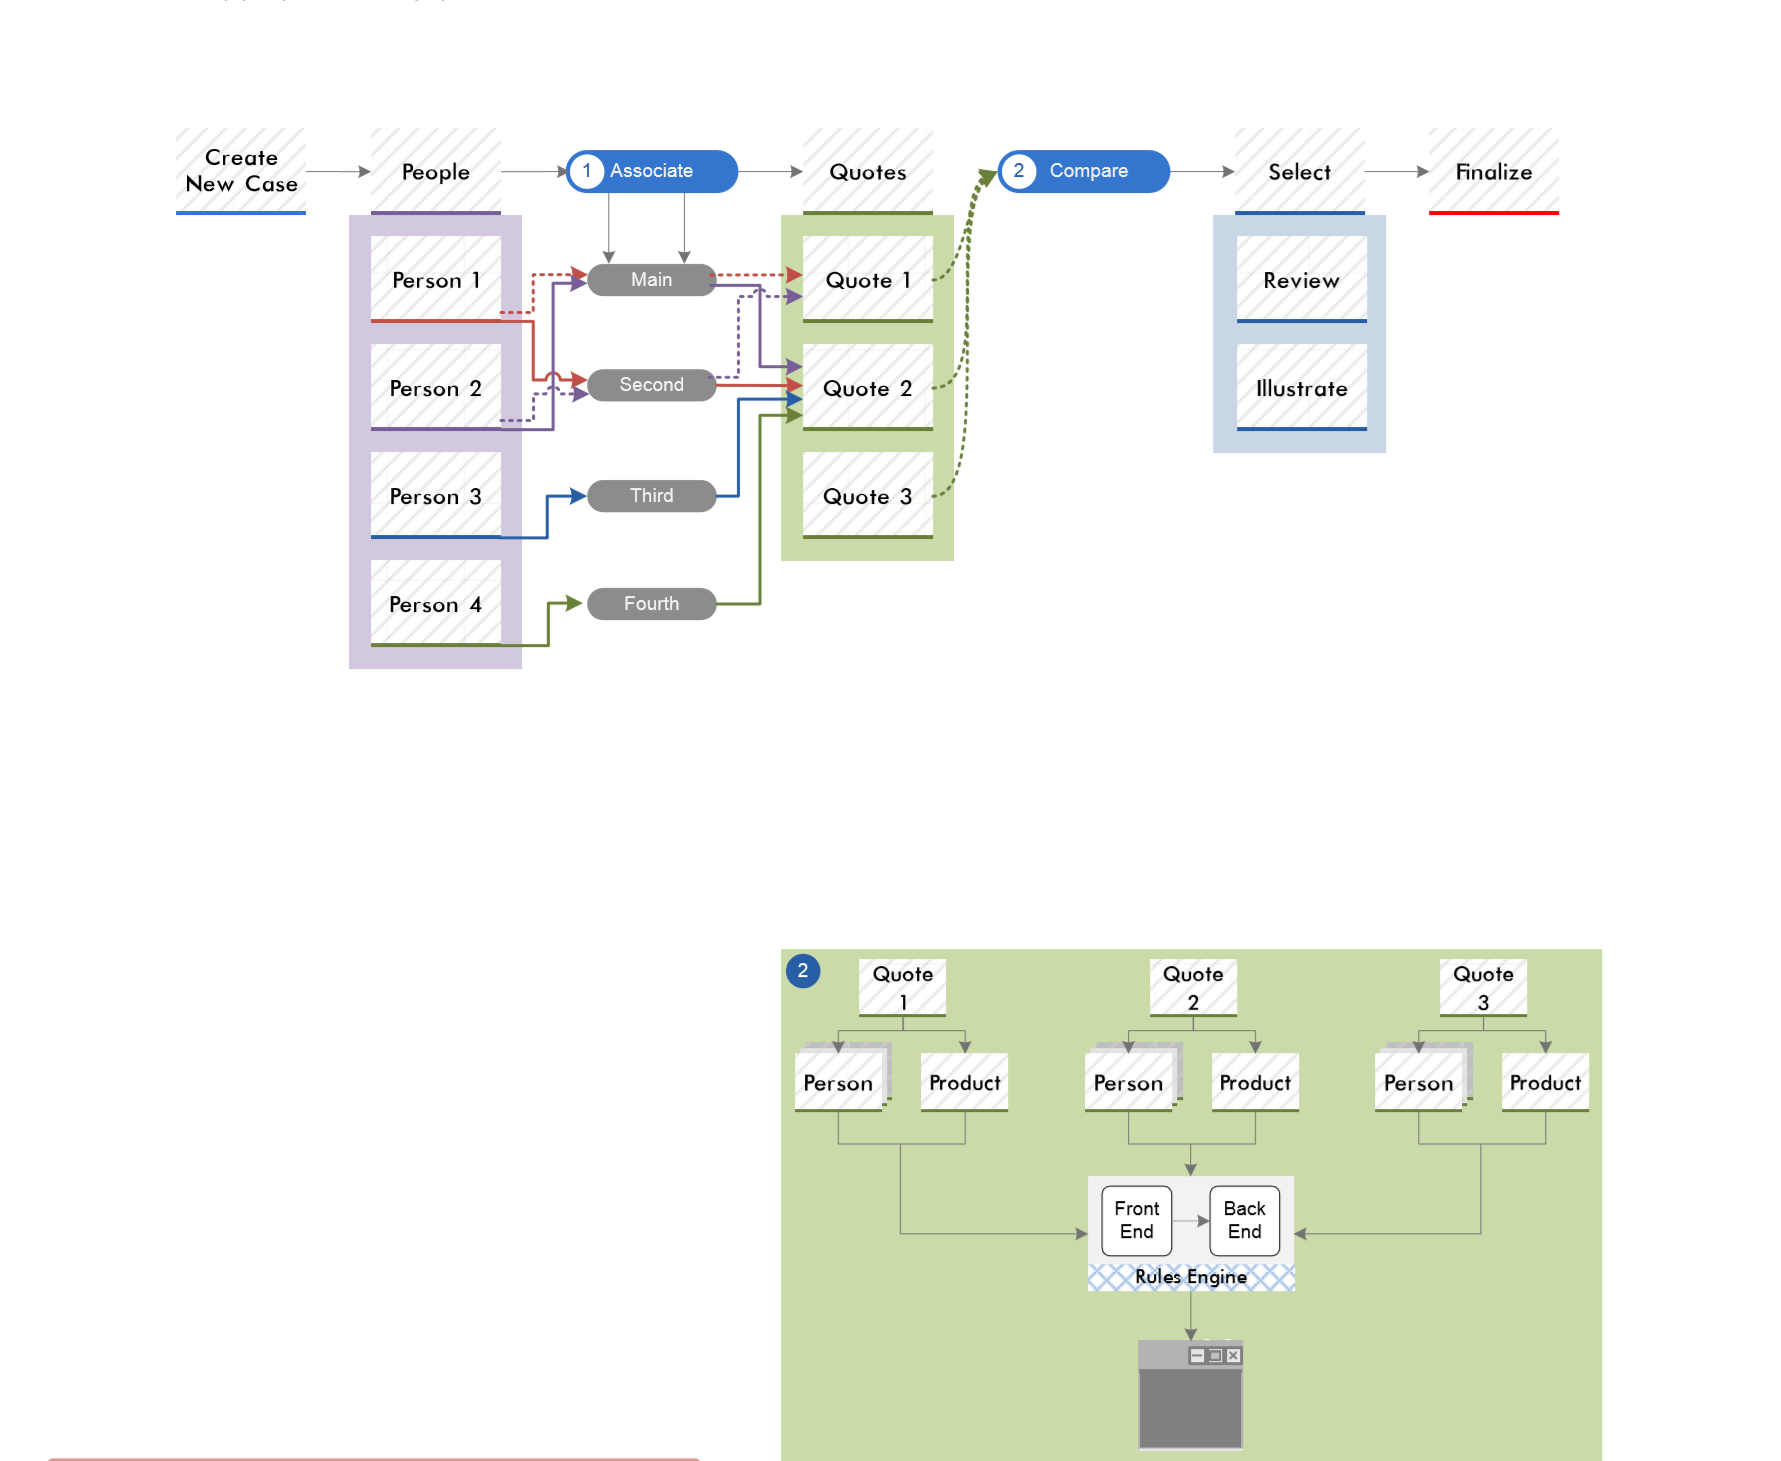 Create
New Case
People
1 Associate
Quotes
2 Compare
Select
Finalize
Person 1
Main
Quote 1
Review
Person 2
Second
Quote 2
Illustrate
Person 3
Third
Quote 3
Person 4
Fourth
2
Quote
1
Quote
2
Quote
3
Person
Product
Person
Product
Person
Product
Front
End
Back
End
Rules Engine